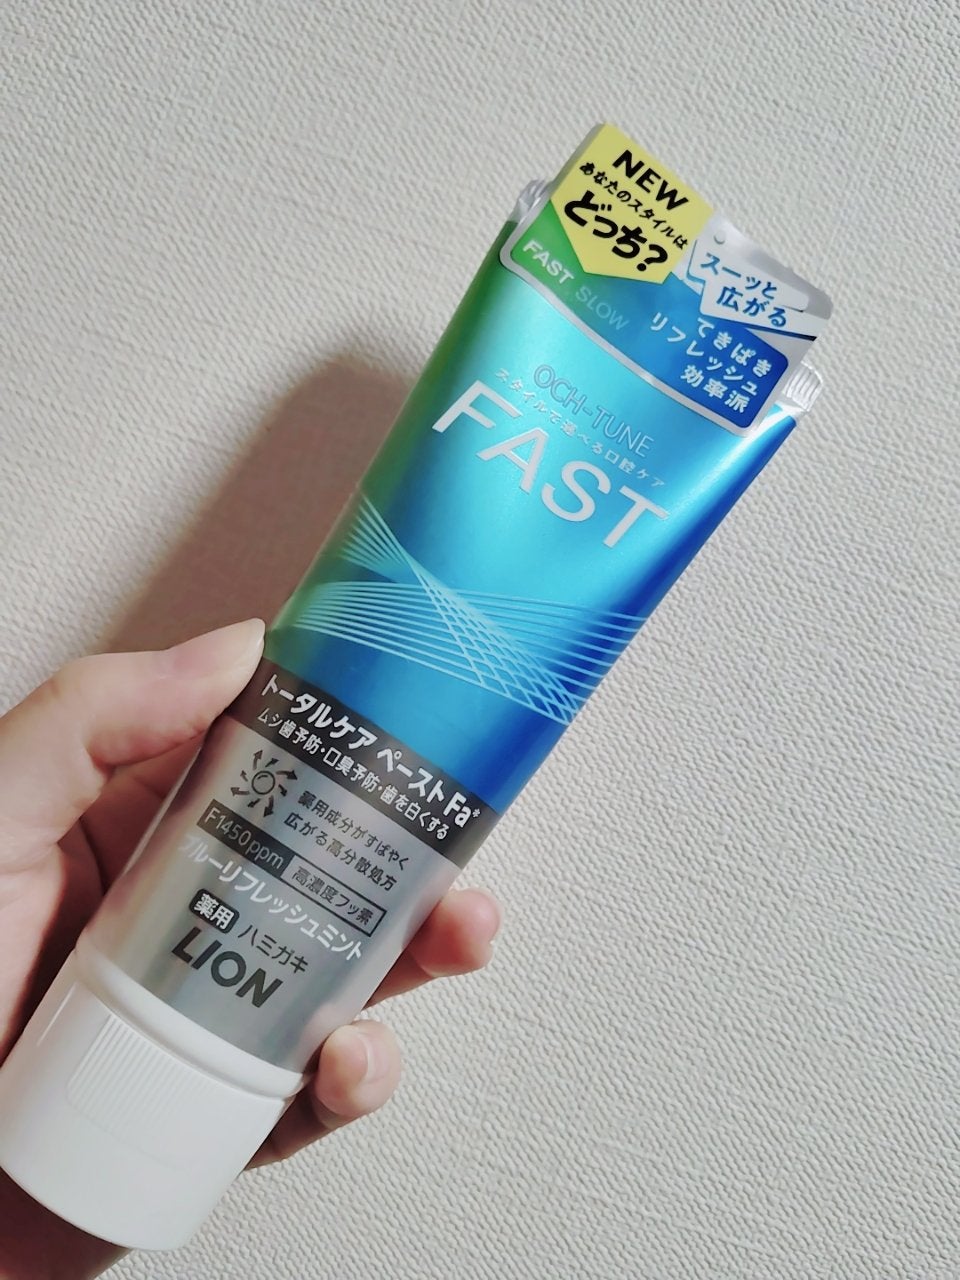 NEW
あなたのスタイルは
どっち?
FAST SLOW
スーッと
広がる
てきぱき
リフレッシュ
効率派
OCH-TUNE
スタイルで選べる口腔ケア
FAST
トータルケア ペースト Fa*
ムシ歯予防・口臭予防・歯を白くする
薬用成分がすばやく
広がる高分散処方
F1450ppm 高濃度フッ素
フルーリフレッシュミント
薬用 ハミガキ
LION